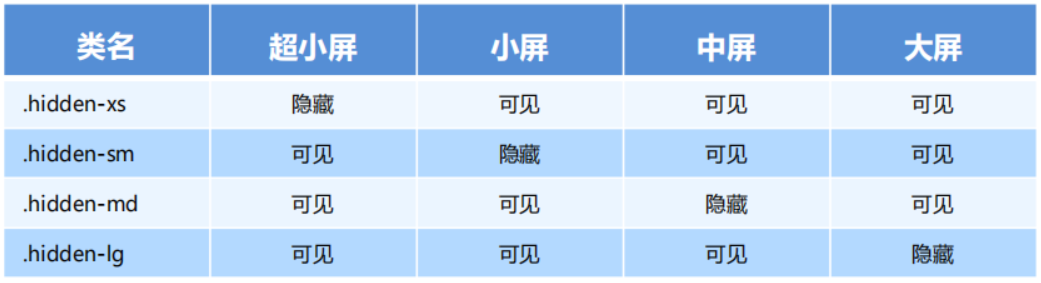 类名 超小屏 小屏 中屏 大屏
.hidden-xs 隐藏 可见 可见 可见
.hidden-sm 可见 隐藏 可见 可见
.hidden-md 可见 可见 隐藏 可见
.hidden-lg 可见 可见 可见 隐藏